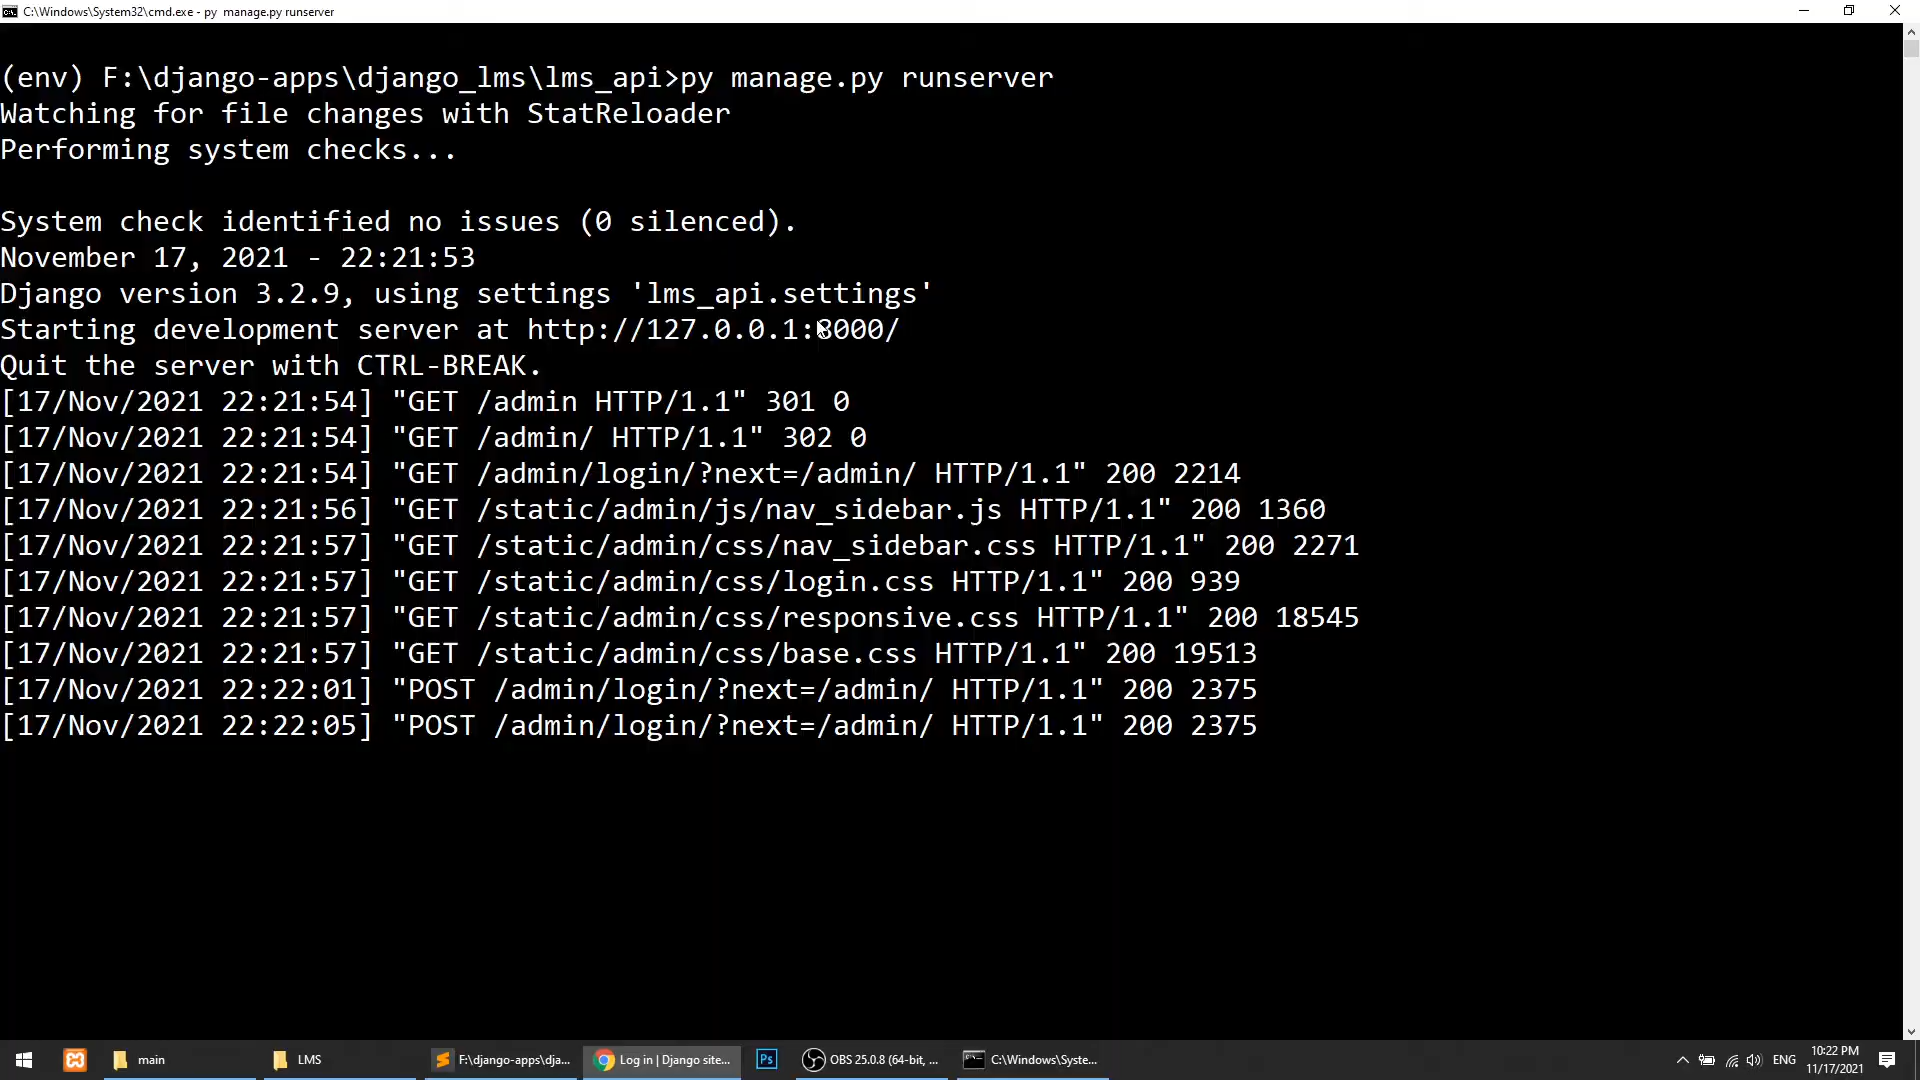 C:\Windows\System32\cmd.exe - py  manage.py runserver
(env) F:\django-apps\django_lms\lms_api>py manage.py runserver
Watching for file changes with StatReloader
Performing system checks...
System check identified no issues (0 silenced).
November 17, 2021 - 22:21:53
Django version 3.2.9, using settings 'lms_api.settings'
Starting development server at http://127.0.0.1:8000/
Quit the server with CTRL-BREAK.
[17/Nov/2021 22:21:54] "GET /admin HTTP/1.1" 301 0
[17/Nov/2021 22:21:54] "GET /admin/ HTTP/1.1" 302 0
[17/Nov/2021 22:21:54] "GET /admin/login/?next=/admin/ HTTP/1.1" 200 2214
[17/Nov/2021 22:21:56] "GET /static/admin/js/nav_sidebar.js HTTP/1.1" 200 1360
[17/Nov/2021 22:21:57] "GET /static/admin/css/nav_sidebar.css HTTP/1.1" 200 2271
[17/Nov/2021 22:21:57] "GET /static/admin/css/login.css HTTP/1.1" 200 939
[17/Nov/2021 22:21:57] "GET /static/admin/css/responsive.css HTTP/1.1" 200 18545
[17/Nov/2021 22:21:57] "GET /static/admin/css/base.css HTTP/1.1" 200 19513
[17/Nov/2021 22:22:01] "POST /admin/login/?next=/admin/ HTTP/1.1" 200 2375
[17/Nov/2021 22:22:05] "POST /admin/login/?next=/admin/ HTTP/1.1" 200 2375
main
LMS
F:\django-apps\dja...
Log in | Django site...
Ps
OBS 25.0.8 (64-bit, ...
C:\Windows\Syste...
ENG
10:22 PM
11/17/2021